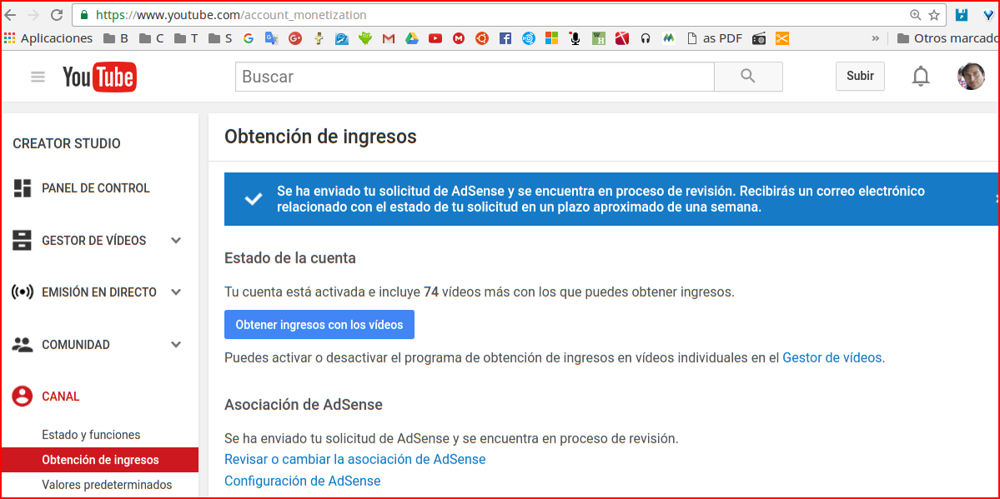 https://www.youtube.com/account_monetization
Aplicaciones B C T S as PDF » Otros marcado
YouTube Buscar Subir
CREATOR STUDIO
PANEL DE CONTROL
GESTOR DE VÍDEOS
EMISIÓN EN DIRECTO
COMUNIDAD
CANAL
Estado y funciones
Obtención de ingresos
Valores predeterminados
Obtención de ingresos
Se ha enviado tu solicitud de AdSense y se encuentra en proceso de revisión. Recibirás un correo electrónico
relacionado con el estado de tu solicitud en un plazo aproximado de una semana.
Estado de la cuenta
Tu cuenta está activada e incluye 74 vídeos más con los que puedes obtener ingresos.
Obtener ingresos con los vídeos
Puedes activar o desactivar el programa de obtención de ingresos en vídeos individuales en el Gestor de vídeos.
Asociación de AdSense
Se ha enviado tu solicitud de AdSense y se encuentra en proceso de revisión.
Revisar o cambiar la asociación de AdSense
Configuración de AdSense